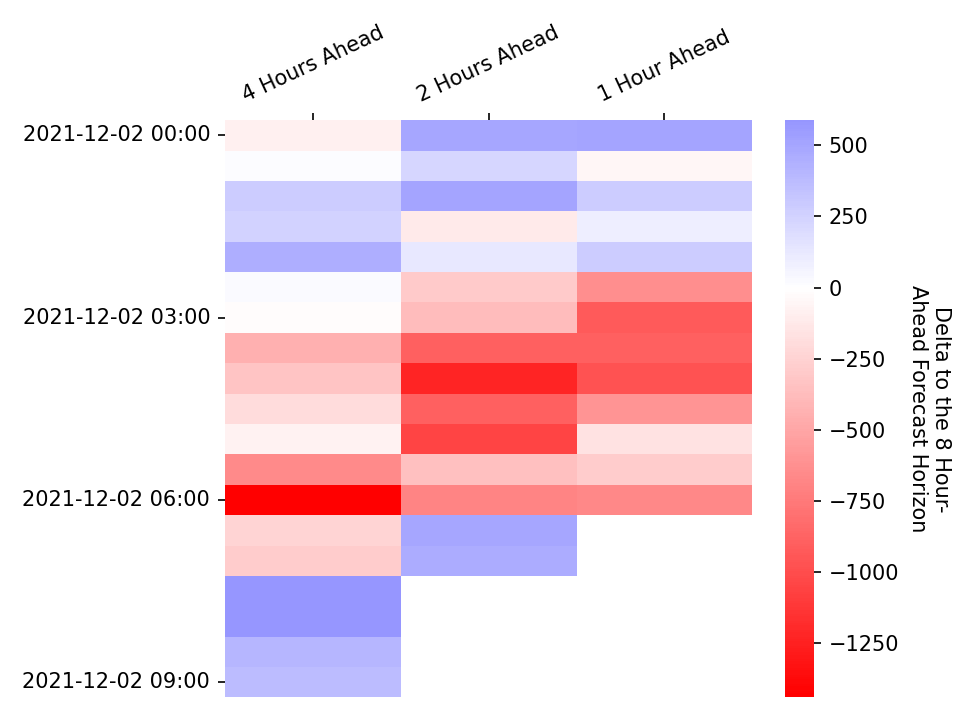 4 Hours Ahead
2 Hours Ahead
1 Hour Ahead
2021-12-02 00:00
2021-12-02 03:00
2021-12-02 06:00
2021-12-02 09:00
500
250
0
−250
−500
−750
−1000
−1250
Delta to the 8 Hour-
Ahead Forecast Horizon